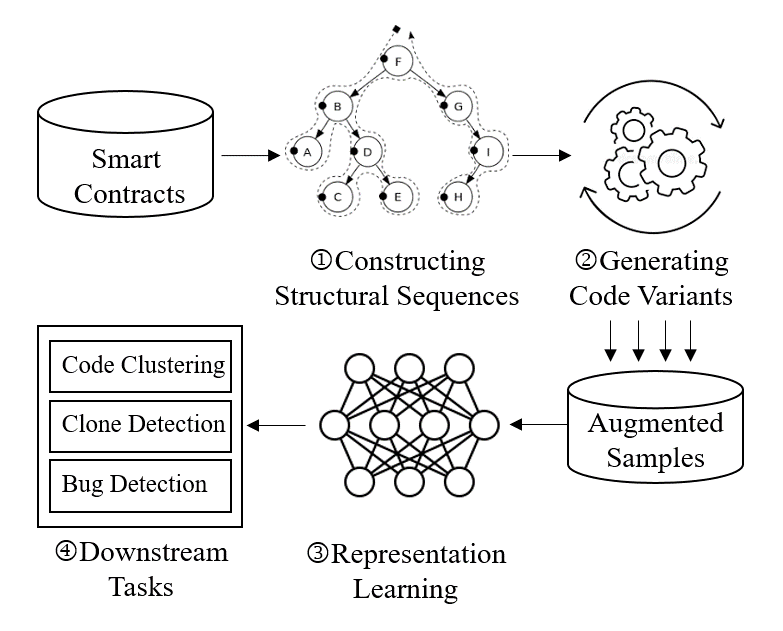 Smart
Contracts
F
B
G
A
D
I
C
E
H
①Constructing
Structural Sequences
②Generating
Code Variants
Augmented
Samples
③Representation
Learning
Code Clustering
Clone Detection
Bug Detection
④Downstream
Tasks